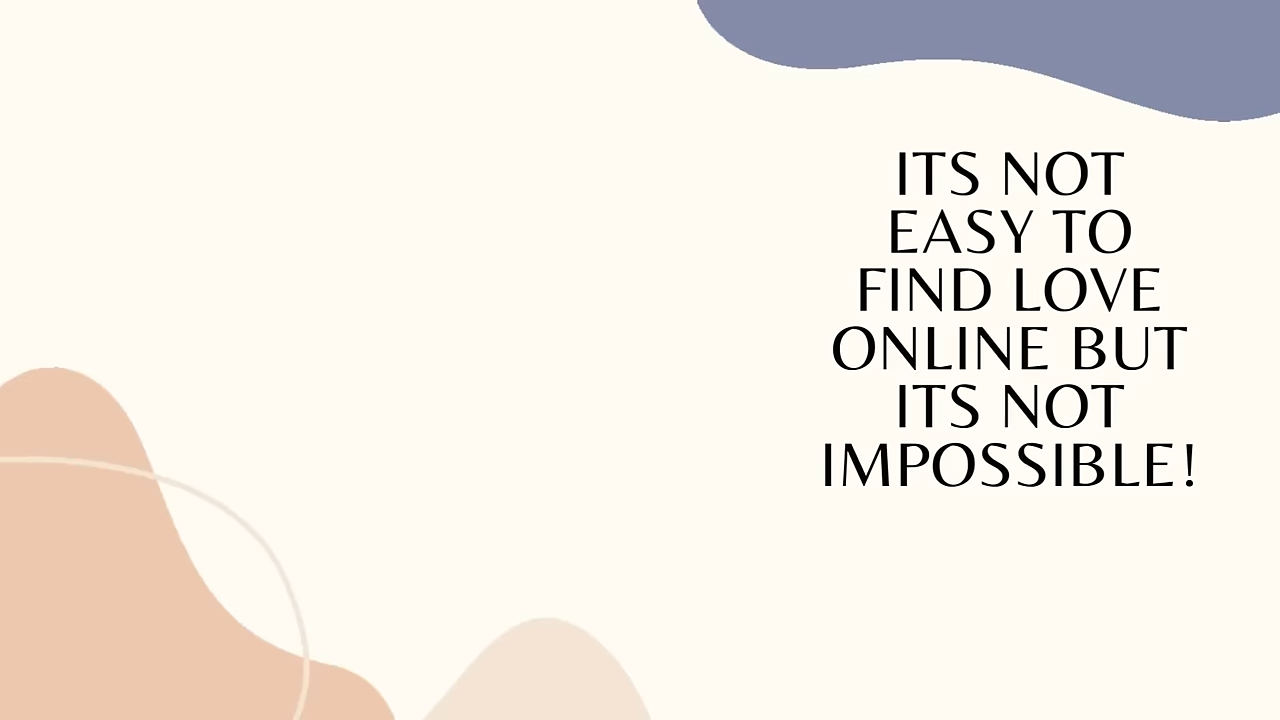 ITS NOT
EASY TO
FIND LOVE
ONLINE BUT
ITS NOT
IMPOSSIBLE!